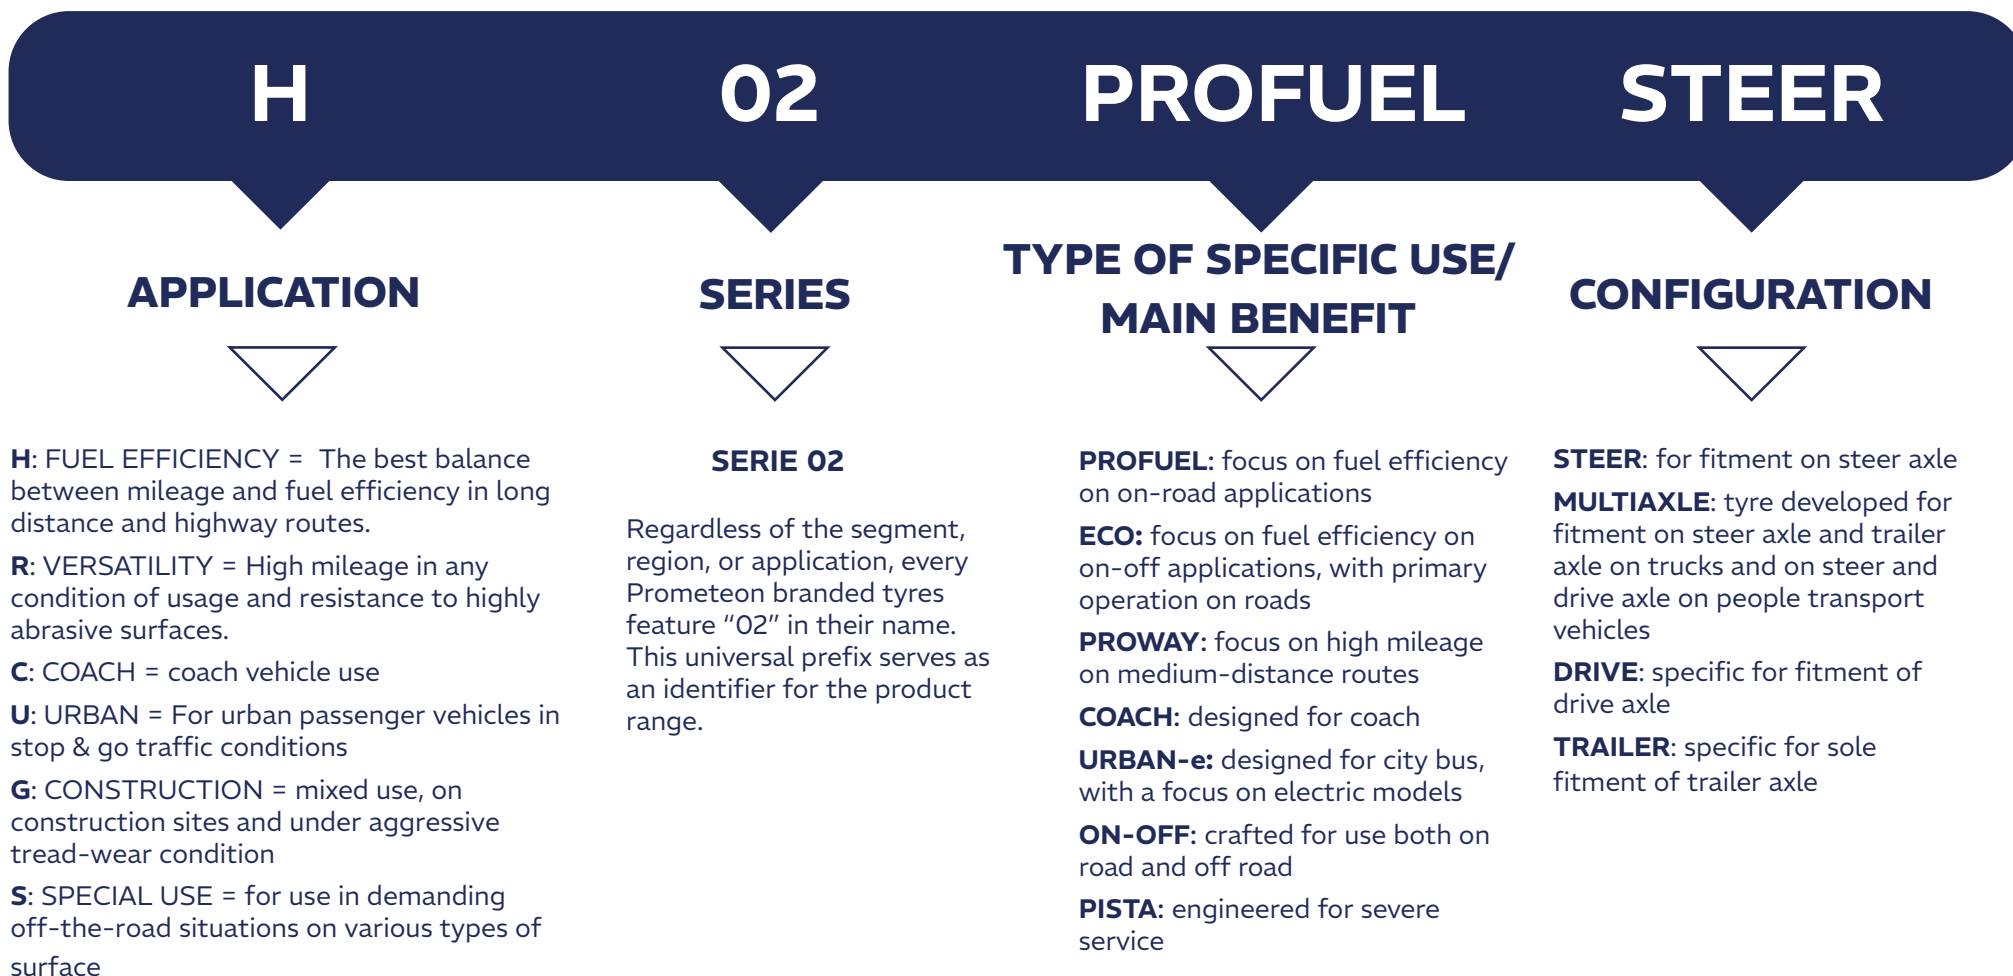 H
02
PROFUEL
STEER
APPLICATION
SERIES
TYPE OF SPECIFIC USE/
MAIN BENEFIT
CONFIGURATION
H: FUEL EFFICIENCY =  The best balance
between mileage and fuel efficiency in long
distance and highway routes.
R: VERSATILITY = High mileage in any
condition of usage and resistance to highly
abrasive surfaces.
C: COACH = coach vehicle use
U: URBAN = For urban passenger vehicles in
stop & go traffic conditions
G: CONSTRUCTION = mixed use, on
construction sites and under aggressive
tread-wear condition
S: SPECIAL USE = for use in demanding
off-the-road situations on various types of
surface
SERIE 02
Regardless of the segment,
region, or application, every
Prometeon branded tyres
feature “02” in their name.
This universal prefix serves as
an identifier for the product
range.
PROFUEL: focus on fuel efficiency
on on-road applications
ECO: focus on fuel efficiency on
on-off applications, with primary
operation on roads
PROWAY: focus on high mileage
on medium-distance routes
COACH: designed for coach
URBAN-e: designed for city bus,
with a focus on electric models
ON-OFF: crafted for use both on
road and off road
PISTA: engineered for severe
service
STEER: for fitment on steer axle
MULTIAXLE: tyre developed for
fitment on steer axle and trailer
axle on trucks and on steer and
drive axle on people transport
vehicles
DRIVE: specific for fitment of
drive axle
TRAILER: specific for sole
fitment of trailer axle